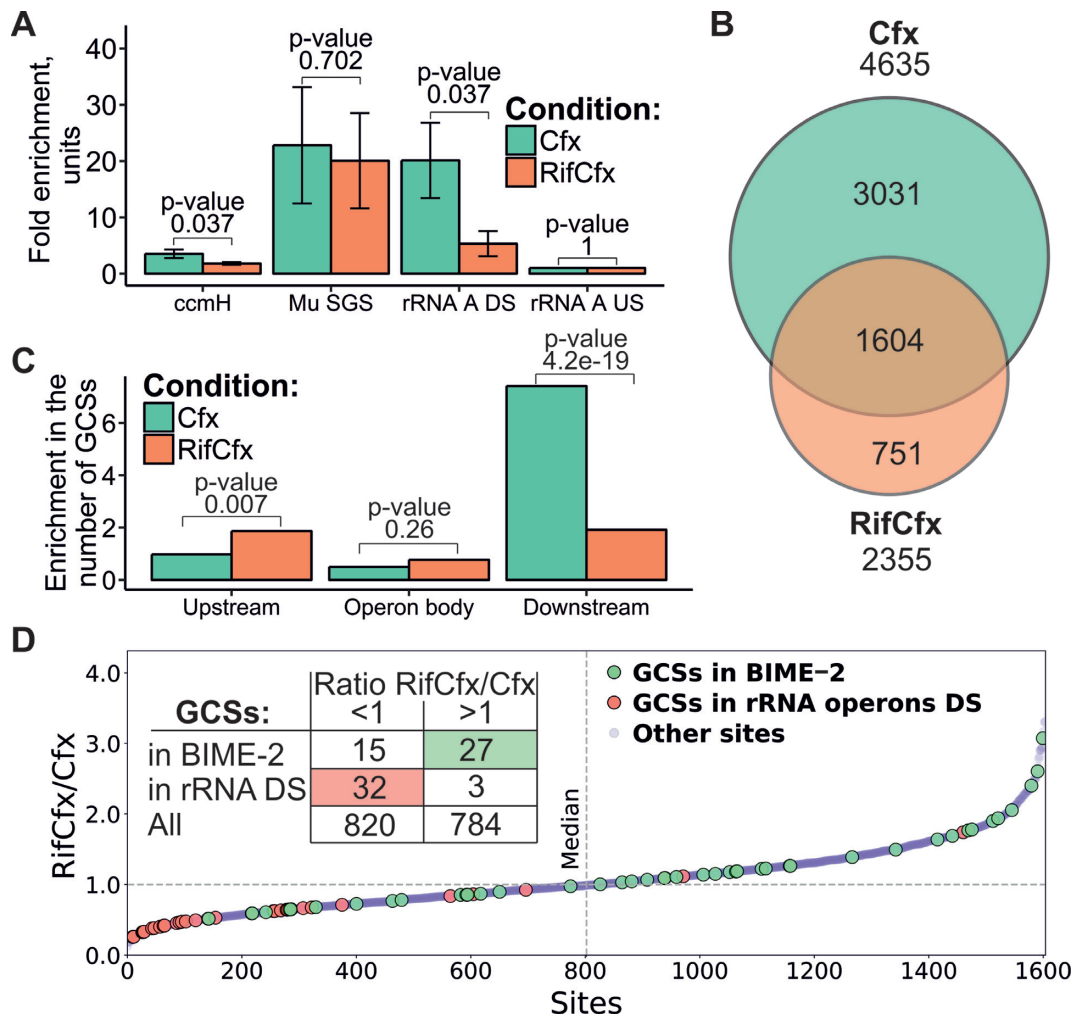 A
Fold enrichment,
units
40
30
20
10
0
p-value
0.037
p-value
0.702
p-value
0.037
p-value
1
Condition:
Cfx
RifCfx
ccmH
Mu SGS
rRNA A DS
rRNA A US
B
Cfx
4635
3031
1604
751
RifCfx
2355
C
Enrichment in the
number of GCSs
6
4
2
0
Condition:
Cfx
RifCfx
p-value
0.007
p-value
0.26
p-value
4.2e-19
Upstream
Operon body
Downstream
D
RifCfx/Cfx
4.0
3.0
2.0
1.0
0.0
Ratio RifCfx/Cfx
GCSs: <1 >1
in BIME-2 15 27
in rRNA DS 32 3
All 820 784
Median
GCSs in BIME−2
GCSs in rRNA operons DS
Other sites
0 200 400 600 800 1000 1200 1400 1600
Sites